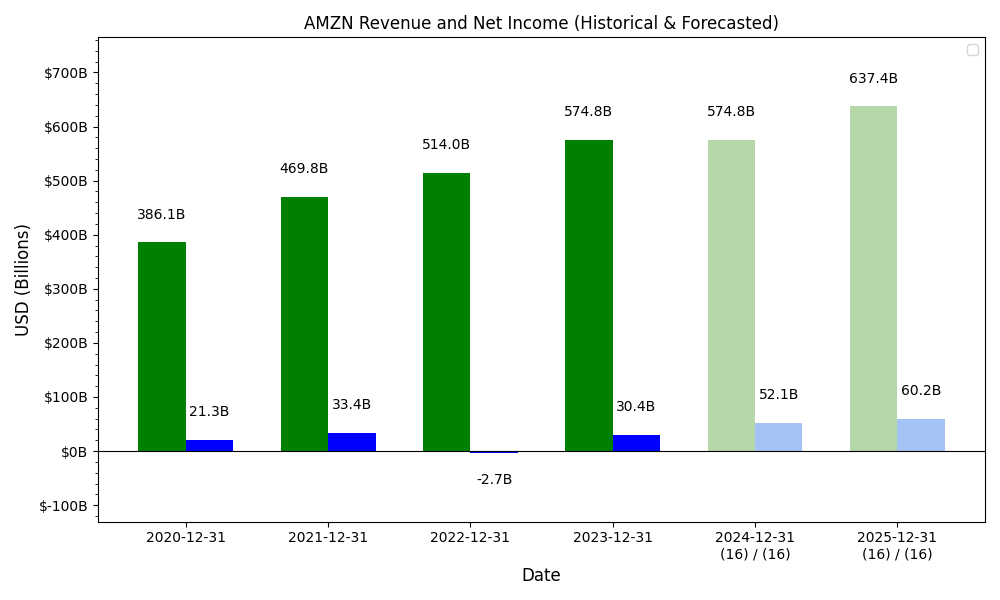 AMZN Revenue and Net Income (Historical & Forecasted)
USD (Billions)
$700B
$600B
$500B
$400B
$300B
$200B
$100B
$0B
$-100B
386.1B
21.3B
469.8B
33.4B
514.0B
-2.7B
574.8B
30.4B
574.8B
52.1B
637.4B
60.2B
2020-12-31
2021-12-31
2022-12-31
2023-12-31
2024-12-31
(16) / (16)
2025-12-31
(16) / (16)
Date